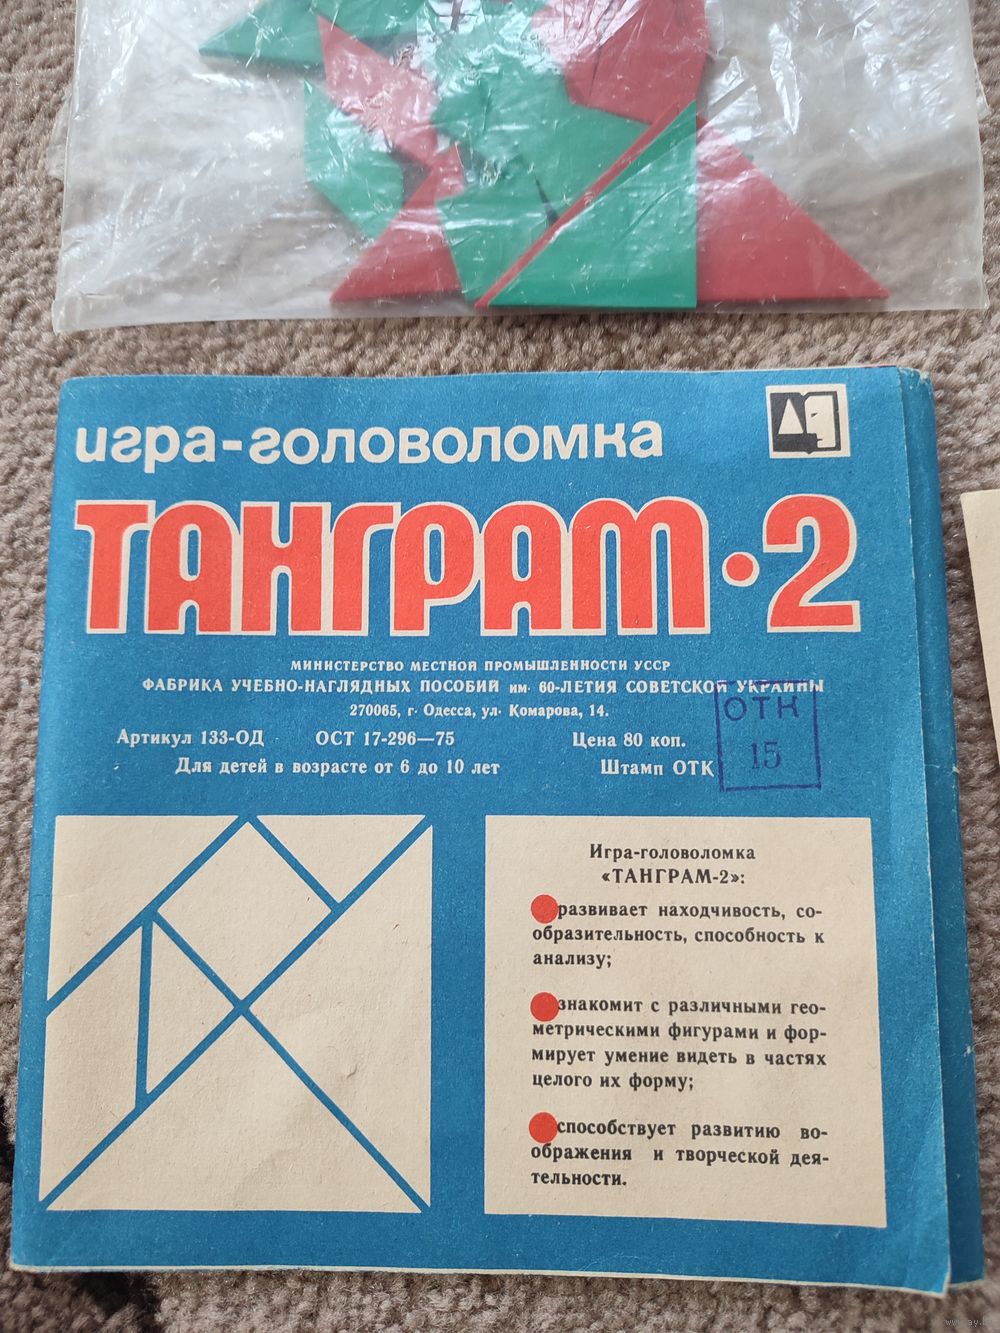 игра-головоломка
ТАНГРАМ·2
МИНИСТЕРСТВО МЕСТНОЙ ПРОМЫШЛЕННОСТИ УССР
ФАБРИКА УЧЕБНО-НАГЛЯДНЫХ ПОСОБИЙ им. 60-ЛЕТИЯ СОВЕТСКОЙ УКРАИНЫ
270065, г. Одесса, ул. Комарова, 14.
Артикул 133-ОД ОСТ 17-296—75 Цена 80 коп.
Для детей в возрасте от 6 до 10 лет Штамп ОТК
ОТК
15
Игра-головоломка
«ТАНГРАМ-2»:
развивает находчивость, со-
образительность, способность к
анализу;
знакомит с различными гео-
метрическими фигурами и фор-
мирует умение видеть в частях
целого их форму;
способствует развитию во-
ображения и творческой дея-
тельности.